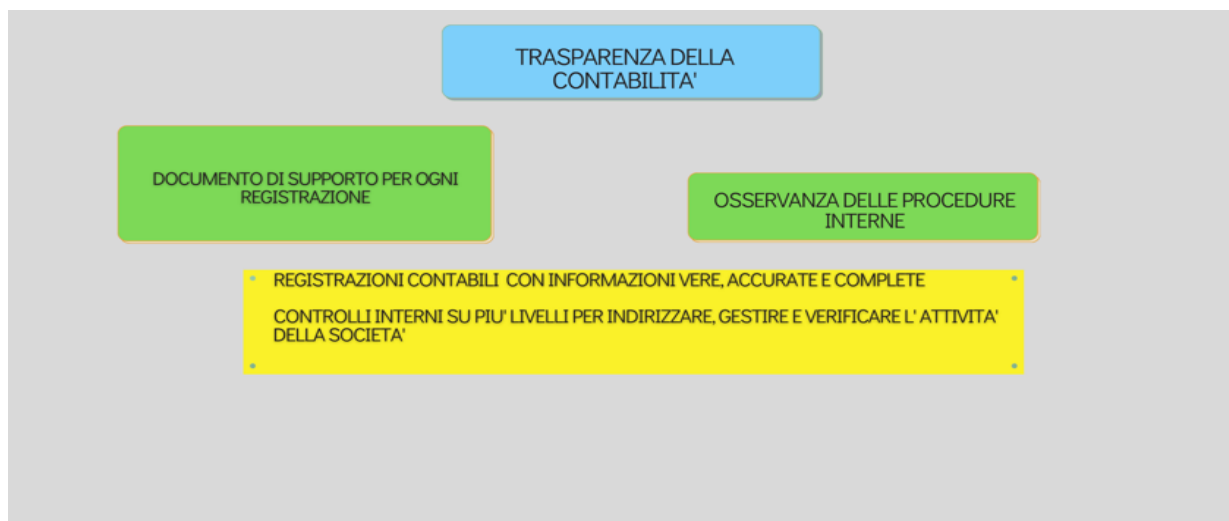 TRASPARENZA DELLA
CONTABILITA'
DOCUMENTO DI SUPPORTO PER OGNI
REGISTRAZIONE
OSSERVANZA DELLE PROCEDURE
INTERNE
REGISTRAZIONI CONTABILI CON INFORMAZIONI VERE, ACCURATE E COMPLETE
CONTROLLI INTERNI SU PIU' LIVELLI PER INDIRIZZARE, GESTIRE E VERIFICARE L' ATTIVITA'
DELLA SOCIETA'